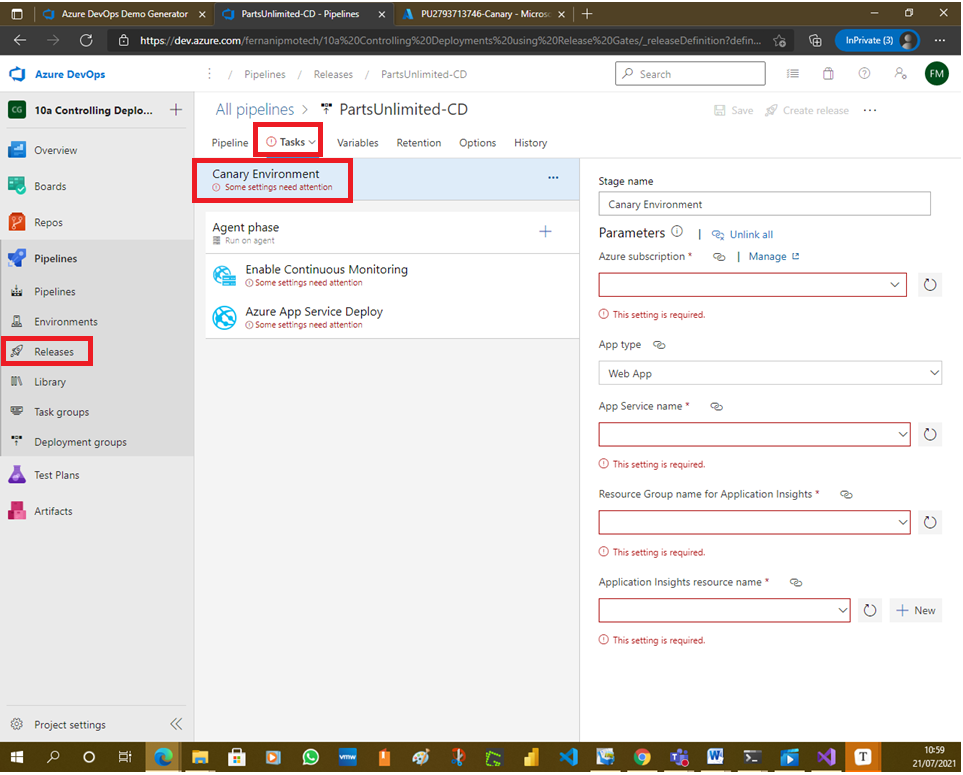 Azure DevOps Demo Generator
PartsUnlimited-CD - Pipelines
PU2793713746-Canary - Micros
https://dev.azure.com/fernanipmotech/10a%20Controlling%20Deployments%20using%20Release%20Gates/_releaseDefinition?defin...
InPrivate (3)
Azure DevOps
/ Pipelines / Releases / PartsUnlimited-CD
Search
FM
CG
10a Controlling Deplo...
All pipelines > PartsUnlimited-CD
Save
Create release
Pipeline
Tasks
Variables
Retention
Options
History
Overview
Boards
Repos
Pipelines
Pipelines
Environments
Releases
Library
Task groups
Deployment groups
Test Plans
Artifacts
Project settings
Canary Environment
Some settings need attention
Agent phase
Run on agent
Enable Continuous Monitoring
Some settings need attention
Azure App Service Deploy
Some settings need attention
Stage name
Canary Environment
Parameters | Unlink all
Azure subscription * | Manage
This setting is required.
App type
Web App
App Service name *
This setting is required.
Resource Group name for Application Insights *
This setting is required.
Application Insights resource name *
New
This setting is required.
vmw
T
10:59
21/07/2021